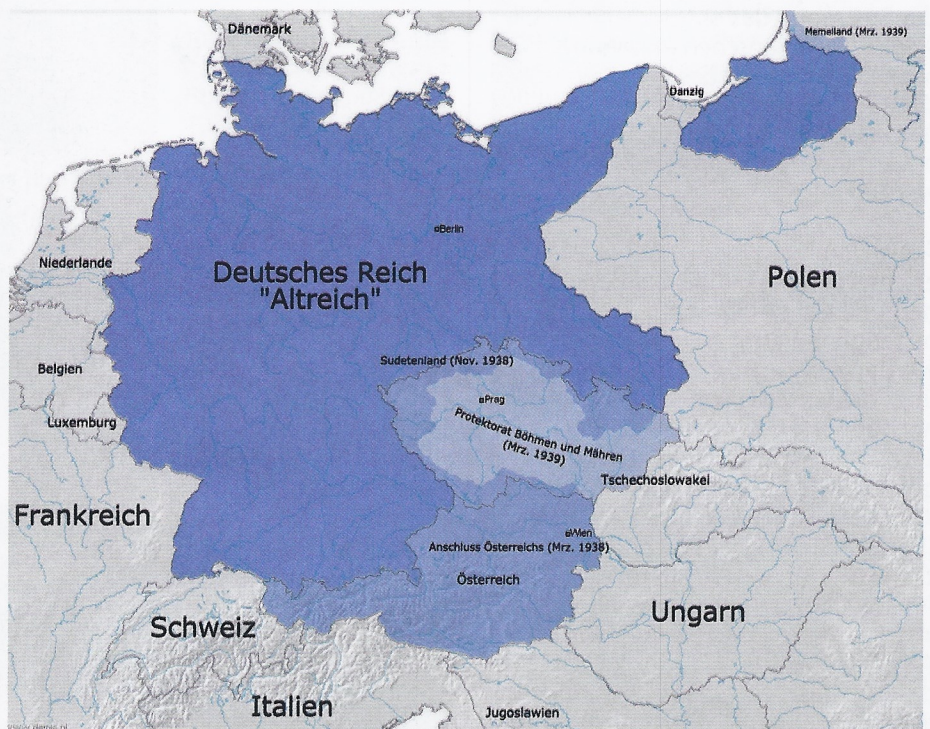 Dänemark
Memelland (Mrz. 1939)
Danzig
Berlin
Niederlande
Deutsches Reich
"Altreich"
Polen
Sudetenland (Nov. 1938)
Belgien
Prag
Luxemburg
Protektorat Böhmen und Mähren
(Mrz. 1939)
Tschechoslowakei
Frankreich
Wien
Anschluss Österreichs (Mrz. 1938)
Österreich
Ungarn
Schweiz
Italien
Jugoslawien